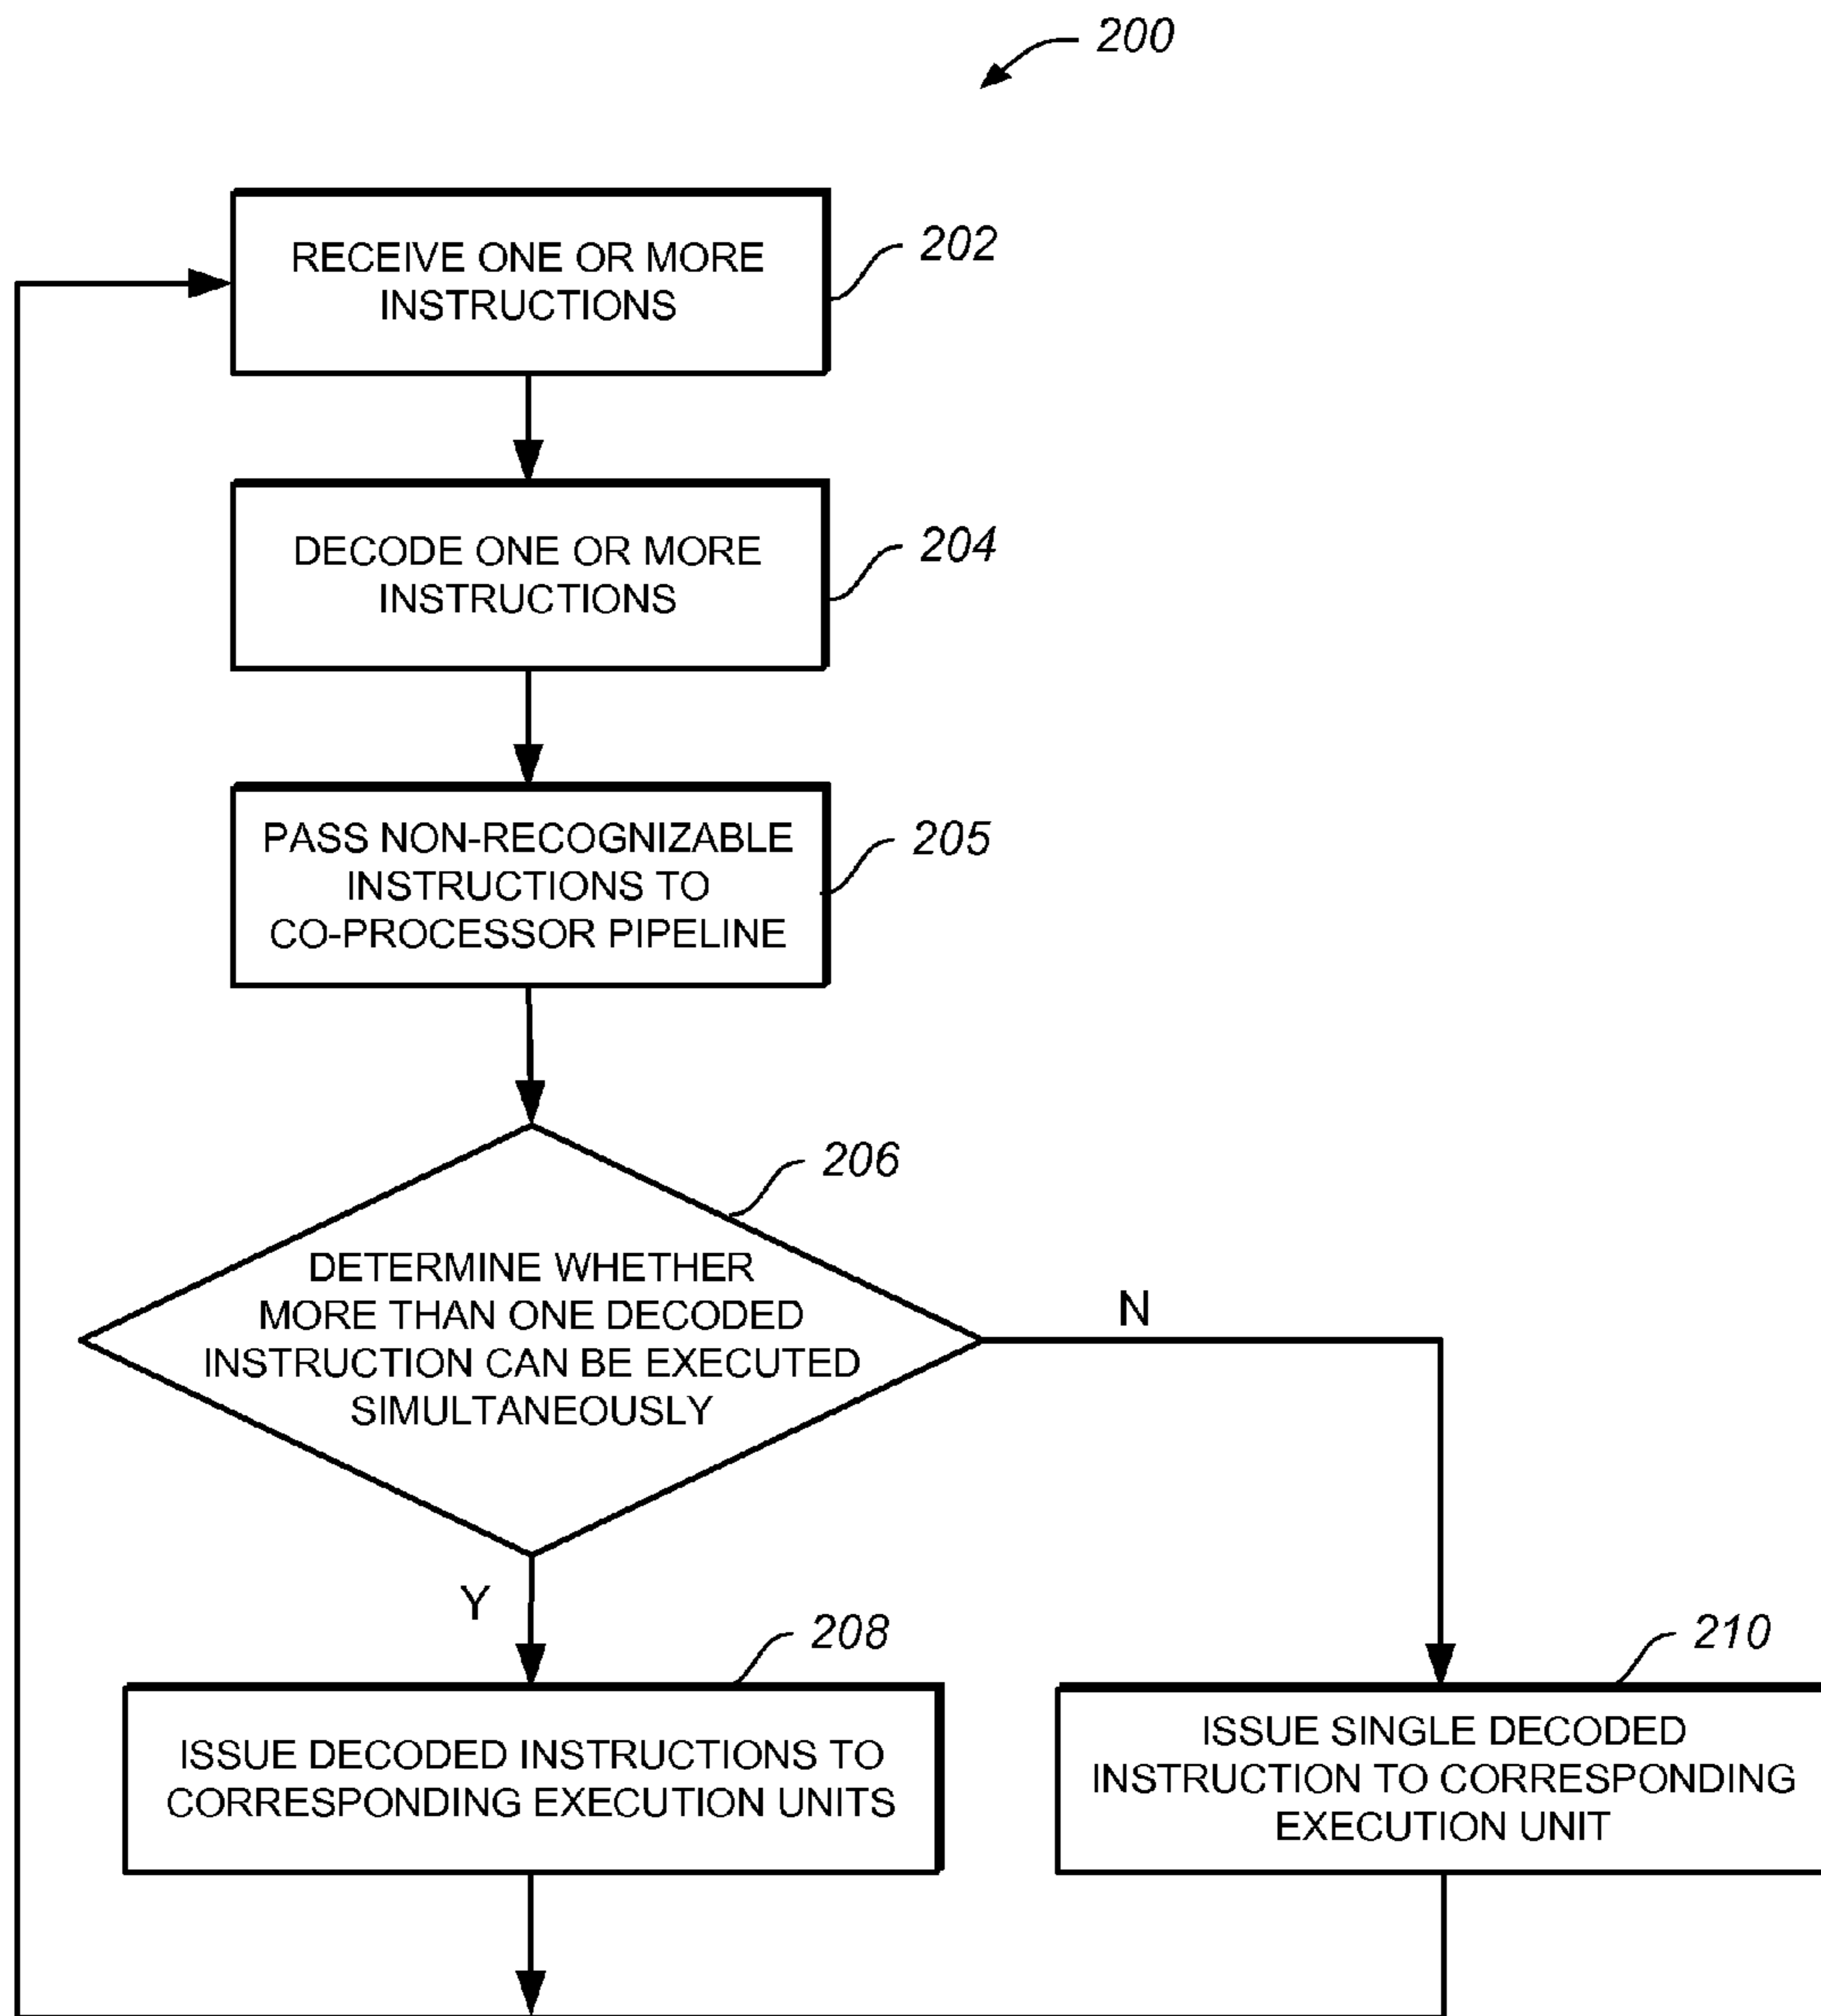 200
RECEIVE ONE OR MORE
INSTRUCTIONS
202
DECODE ONE OR MORE
INSTRUCTIONS
204
PASS NON-RECOGNIZABLE
INSTRUCTIONS TO
CO-PROCESSOR PIPELINE
205
206
DETERMINE WHETHER
MORE THAN ONE DECODED
INSTRUCTION CAN BE EXECUTED
SIMULTANEOUSLY
N
Y
208
ISSUE DECODED INSTRUCTIONS TO
CORRESPONDING EXECUTION UNITS
210
ISSUE SINGLE DECODED
INSTRUCTION TO CORRESPONDING
EXECUTION UNIT